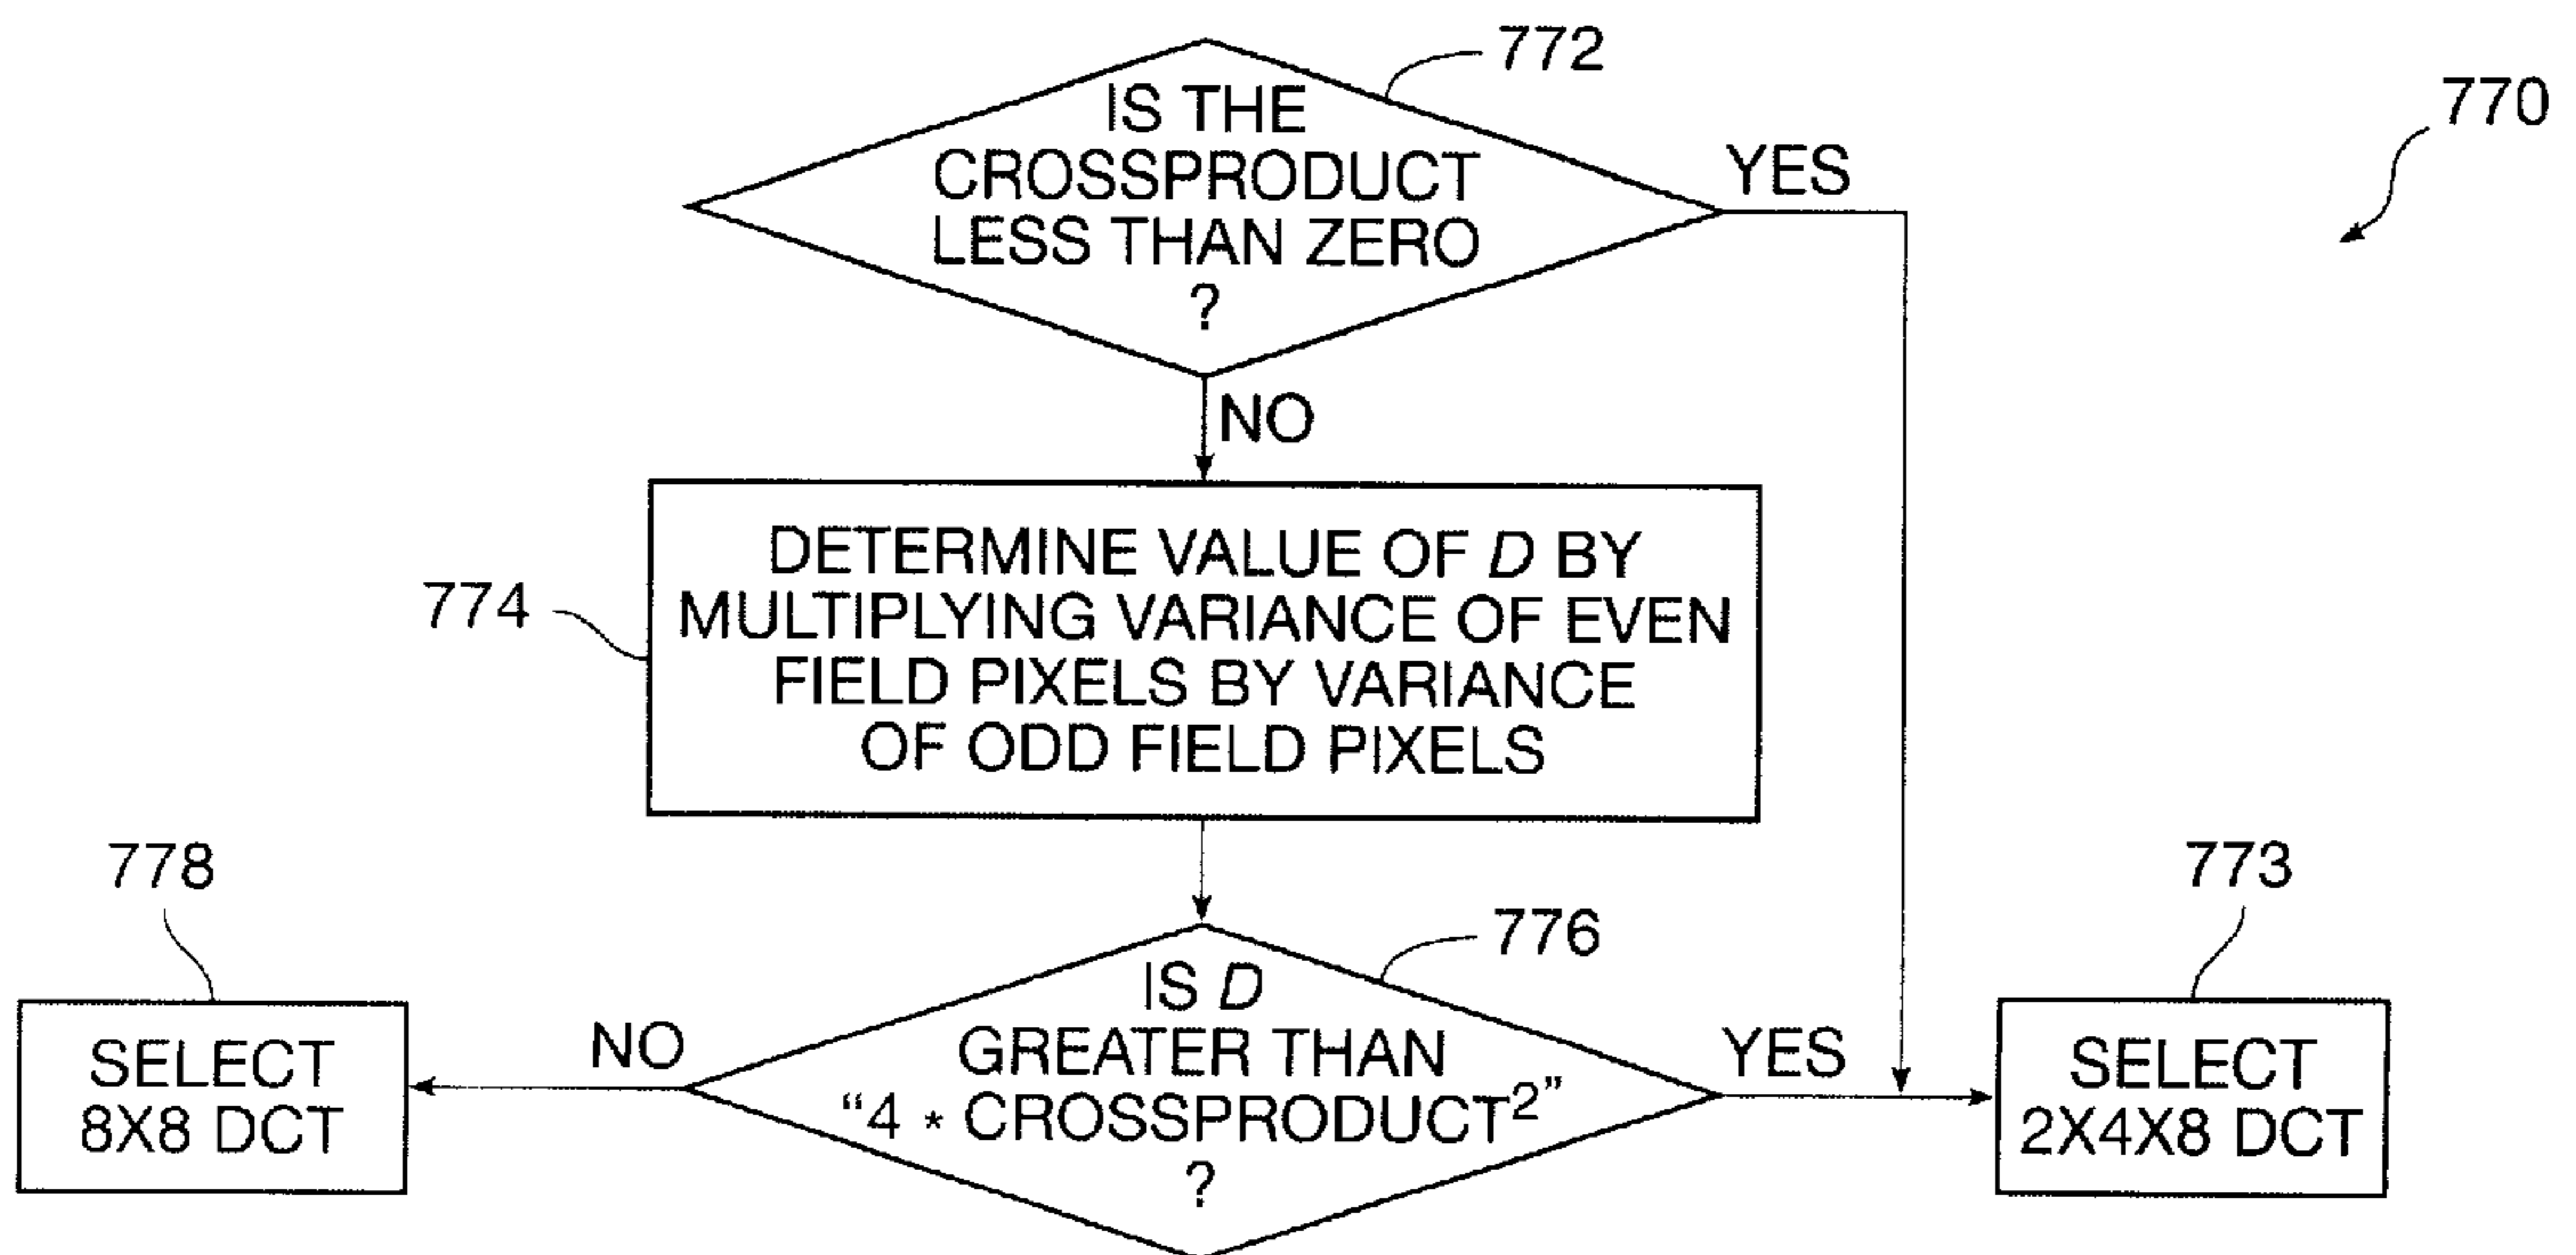 772
770
IS THE
CROSSPRODUCT
LESS THAN ZERO
?
YES
NO
774
DETERMINE VALUE OF D BY
MULTIPLYING VARIANCE OF EVEN
FIELD PIXELS BY VARIANCE
OF ODD FIELD PIXELS
778
773
776
IS D
GREATER THAN
“4 * CROSSPRODUCT²”
?
NO
YES
SELECT
8X8 DCT
SELECT
2X4X8 DCT